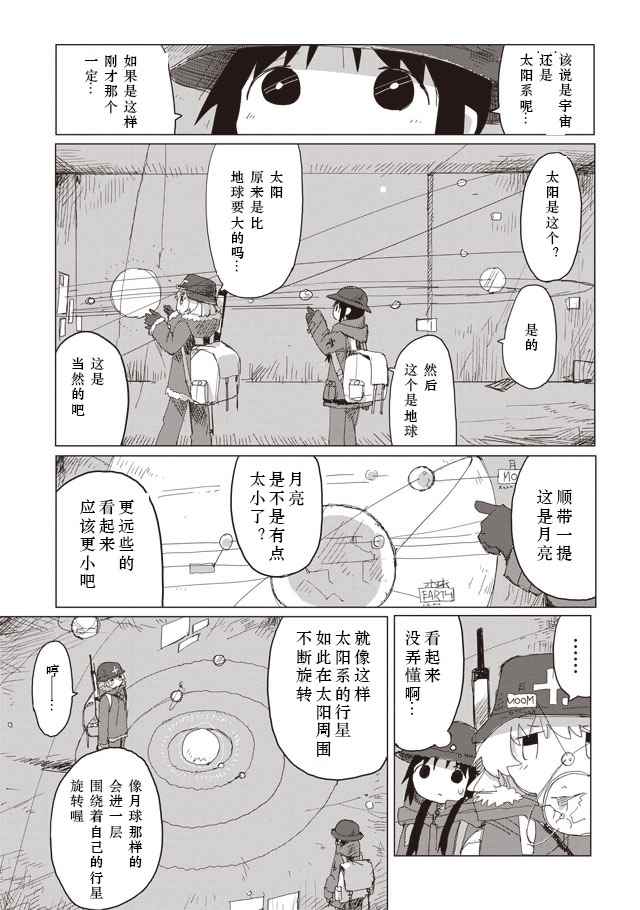 该说是宇宙
还是
太阳系呢…
如果是这样
刚才那个
一定…
太阳是这个？
太阳
原来是比
地球要大的吗…
是的
然后
这个是地球
这是
当然的吧
顺带一提
这是月亮
月
MOO
月亮
是不是有点
太小了？
更远些的
看起来
应该更小吧
地球
EARTH
……
看起来
没弄懂啊…
MOOM
就像这样
太阳系的行星
如此在太阳周围
不断旋转
哼——…
像月球那样的
会进一层
围绕着自己的行星
旋转喔